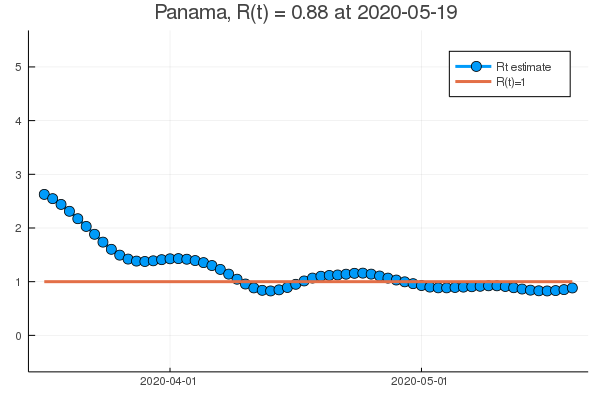 Panama, R(t) = 0.88 at 2020-05-19
5
Rt estimate
R(t)=1
4
3
2
1
0
2020-04-01
2020-05-01